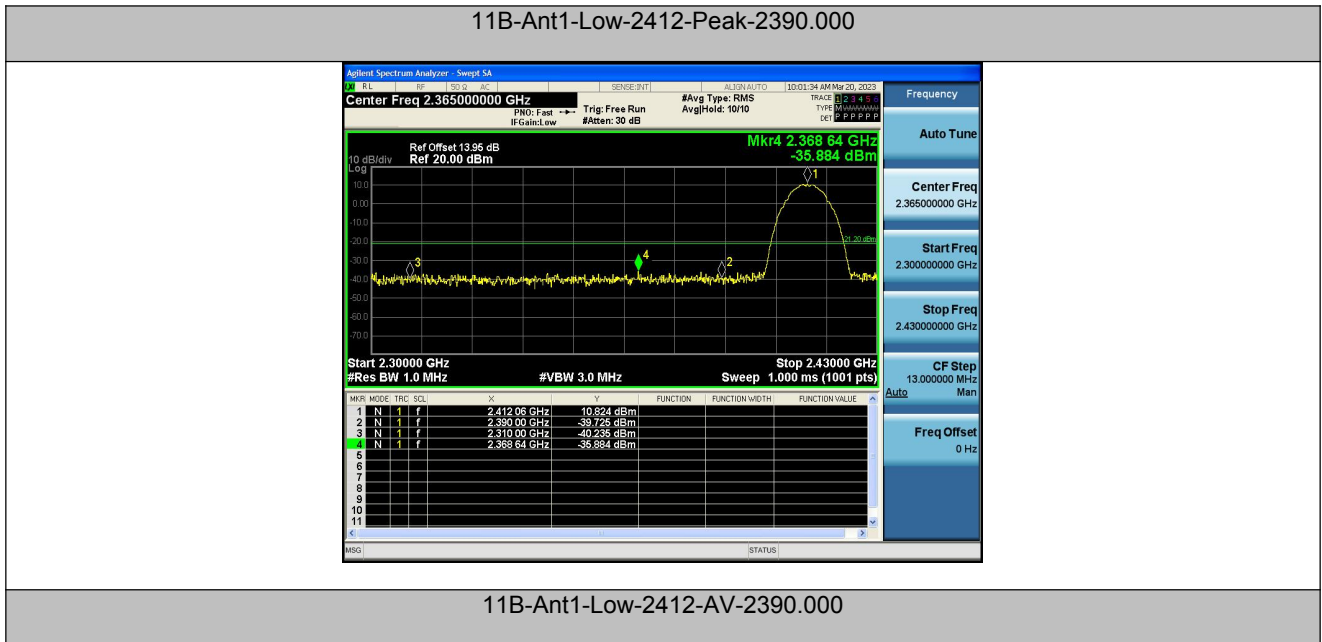 11B-Ant1-Low-2412-Peak-2390.000
Agilent Spectrum Analyzer - Swept SA
RL RF 50 Ω AC SENSE:INT ALIGN AUTO 10:01:34 AM Mar 20, 2023
Center Freq 2.365000000 GHz
PNO: Fast
IFGain:Low
Trig: Free Run
#Atten: 30 dB
#Avg Type: RMS
Avg|Hold: 10/10
TRACE 1 2 3 4 5 6
TYPE M
DET P P P P P P
Mkr4 2.368 64 GHz
-35.884 dBm
Ref Offset 13.95 dB
10 dB/div Ref 20.00 dBm
Log
10.0
0.00
-10.0
-20.0
-30.0
-40.0
-50.0
-60.0
-70.0
1
-21.20 dBm
3
4
2
Start 2.30000 GHz Stop 2.43000 GHz
#Res BW 1.0 MHz #VBW 3.0 MHz Sweep 1.000 ms (1001 pts)
MKR MODE TRC SCL X Y FUNCTION FUNCTION WIDTH FUNCTION VALUE
1 N 1 f 2.412 06 GHz 10.824 dBm
2 N 1 f 2.390 00 GHz -39.725 dBm
3 N 1 f 2.310 00 GHz -40.235 dBm
4 N 1 f 2.368 64 GHz -35.884 dBm
5
6
7
8
9
10
11
MSG STATUS
Frequency
Auto Tune
Center Freq
2.365000000 GHz
Start Freq
2.300000000 GHz
Stop Freq
2.430000000 GHz
CF Step
13.000000 MHz
Auto Man
Freq Offset
0 Hz
11B-Ant1-Low-2412-AV-2390.000